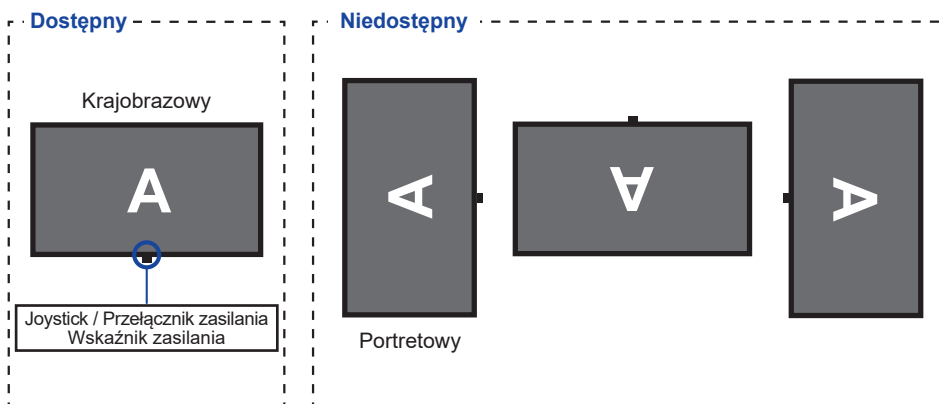 Dostępny
Krajobrazowy
A
Joystick / Przełącznik zasilania
Wskaźnik zasilania
Niedostępny
A
A
A
Portretowy